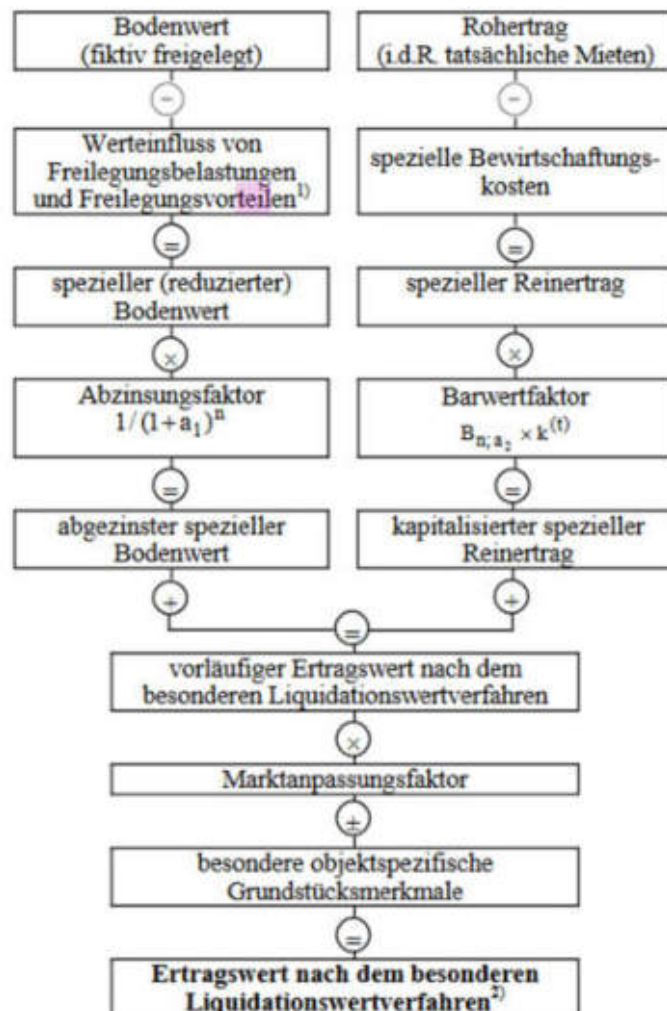 Bodenwert
(fiktiv freigelegt)
−
Werteinfluss von
Freilegungsbelastungen
und Freilegungsvorteilen1)
=
spezieller (reduzierter)
Bodenwert
×
Abzinsungsfaktor
1/(1+a₁)ⁿ
=
abgezinster spezieller
Bodenwert
+
Rohertrag
(i.d.R. tatsächliche Mieten)
−
spezielle Bewirtschaftungs-
kosten
=
spezieller Reinertrag
×
Barwertfaktor
B n; a₂ × k(t)
=
kapitalisierter spezieller
Reinertrag
+
=
vorläufiger Ertragswert nach dem
besonderen Liquidationswertverfahren
×
Marktanpassungsfaktor
±
besondere objektspezifische
Grundstücksmerkmale
=
Ertragswert nach dem besonderen
Liquidationswertverfahren2)